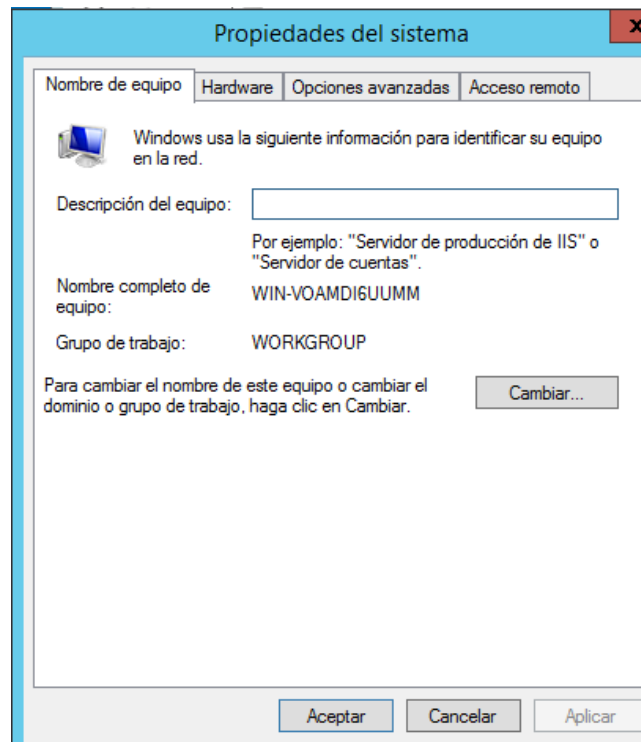 Propiedades del sistema
x
Nombre de equipo Hardware Opciones avanzadas Acceso remoto
Windows usa la siguiente información para identificar su equipo
en la red.
Descripción del equipo:
Por ejemplo: "Servidor de producción de IIS" o
"Servidor de cuentas".
Nombre completo de
equipo:
WIN-VOAMDI6UUMM
Grupo de trabajo: WORKGROUP
Para cambiar el nombre de este equipo o cambiar el
dominio o grupo de trabajo, haga clic en Cambiar.
Cambiar...
Aceptar Cancelar Aplicar